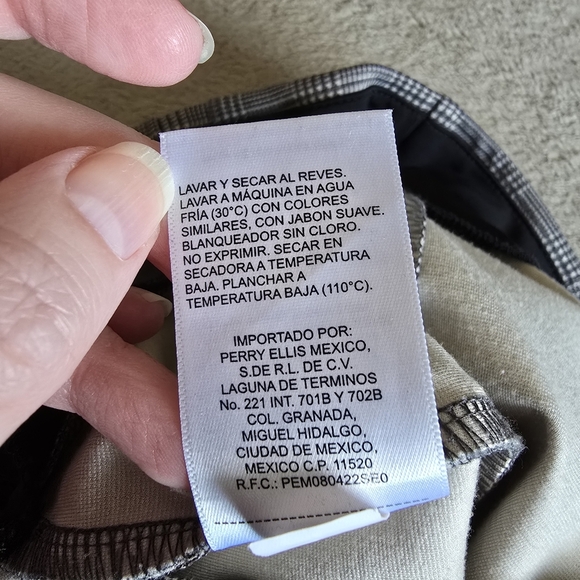 LAVAR Y SECAR AL REVES.
LAVAR A MÁQUINA EN AGUA
FRÍA (30°C) CON COLORES
SIMILARES, CON JABON SUAVE.
BLANQUEADOR SIN CLORO.
NO EXPRIMIR. SECAR EN
SECADORA A TEMPERATURA
BAJA. PLANCHAR A
TEMPERATURA BAJA (110°C).
IMPORTADO POR:
PERRY ELLIS MEXICO,
S.DE R.L. DE C.V.
LAGUNA DE TERMINOS
No. 221 INT. 701B Y 702B
COL. GRANADA,
MIGUEL HIDALGO,
CIUDAD DE MEXICO,
MEXICO C.P. 11520
R.F.C.: PEM080422SE0